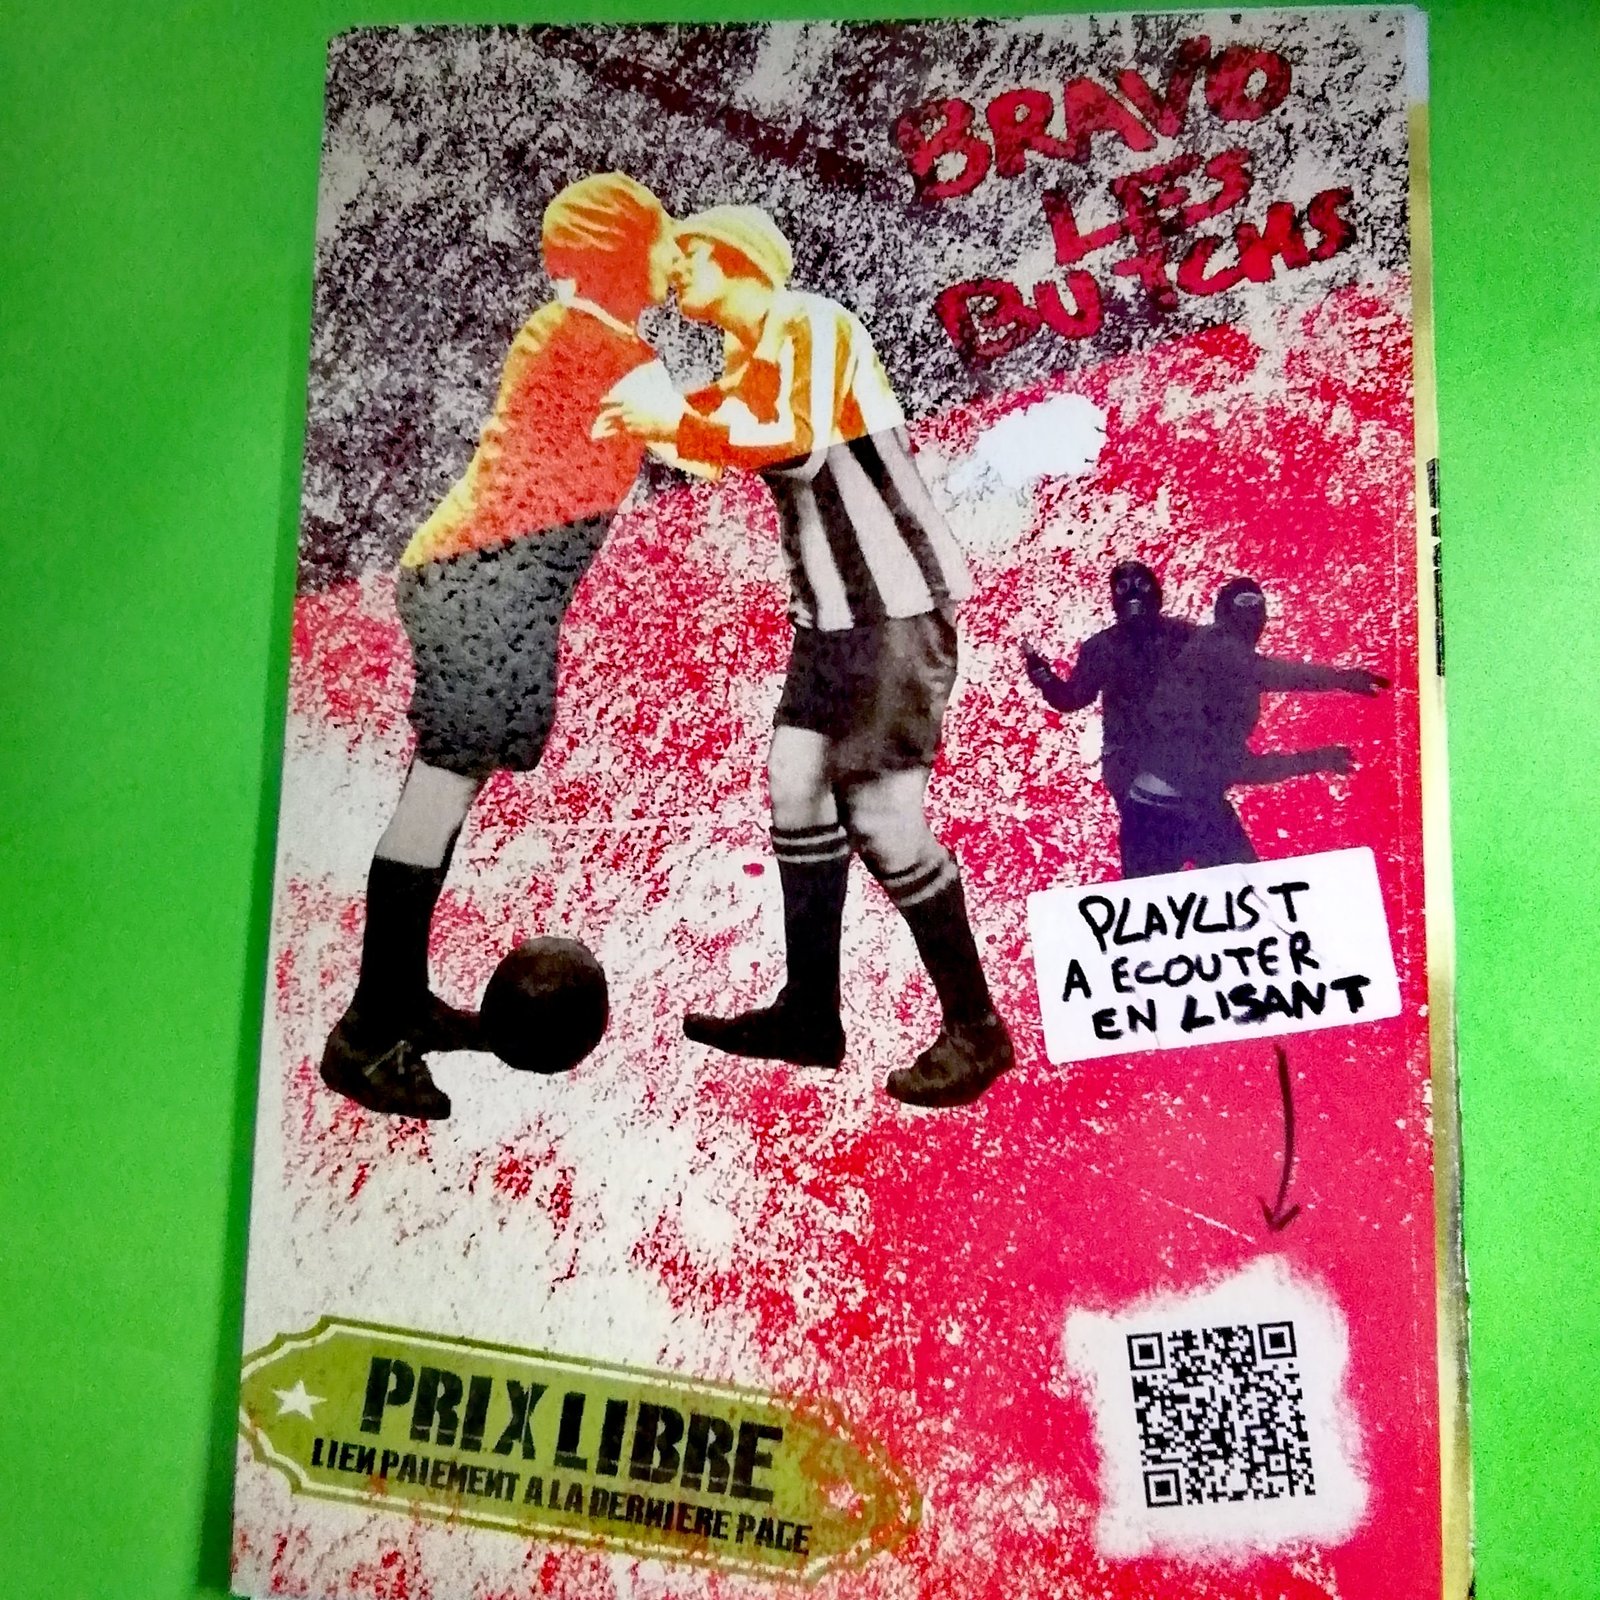 BRAVO
LES
BUTCHS
PLAYLIST
A ECOUTER
EN LISANT
PRIX LIBRE
LIEN PAIEMENT A LA DERNIERE PAGE